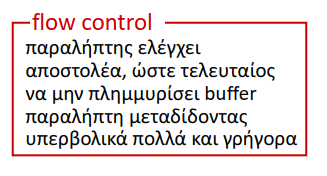 flow control
παραλήπτης ελέγχει
αποστολέα, ώστε τελευταίος
να μην πλημμυρίσει buffer
παραλήπτη μεταδίδοντας
υπερβολικά πολλά και γρήγορα